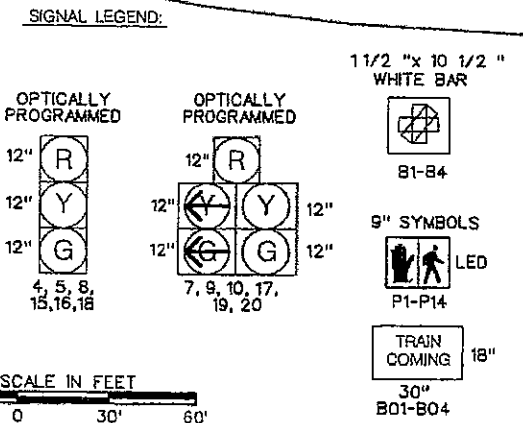 SIGNAL LEGEND:
OPTICALLY
PROGRAMMED
12" R
12" Y
12" G
4, 5, 8,
15,16,18
OPTICALLY
PROGRAMMED
12" R
12" Y Y 12"
12" G G 12"
7, 9, 10, 17,
19, 20
1 1/2 "x 10 1/2 "
WHITE BAR
B1-B4
9" SYMBOLS
LED
P1-P14
TRAIN
COMING 18"
30"
BO1-BO4
SCALE IN FEET
0 30' 60'